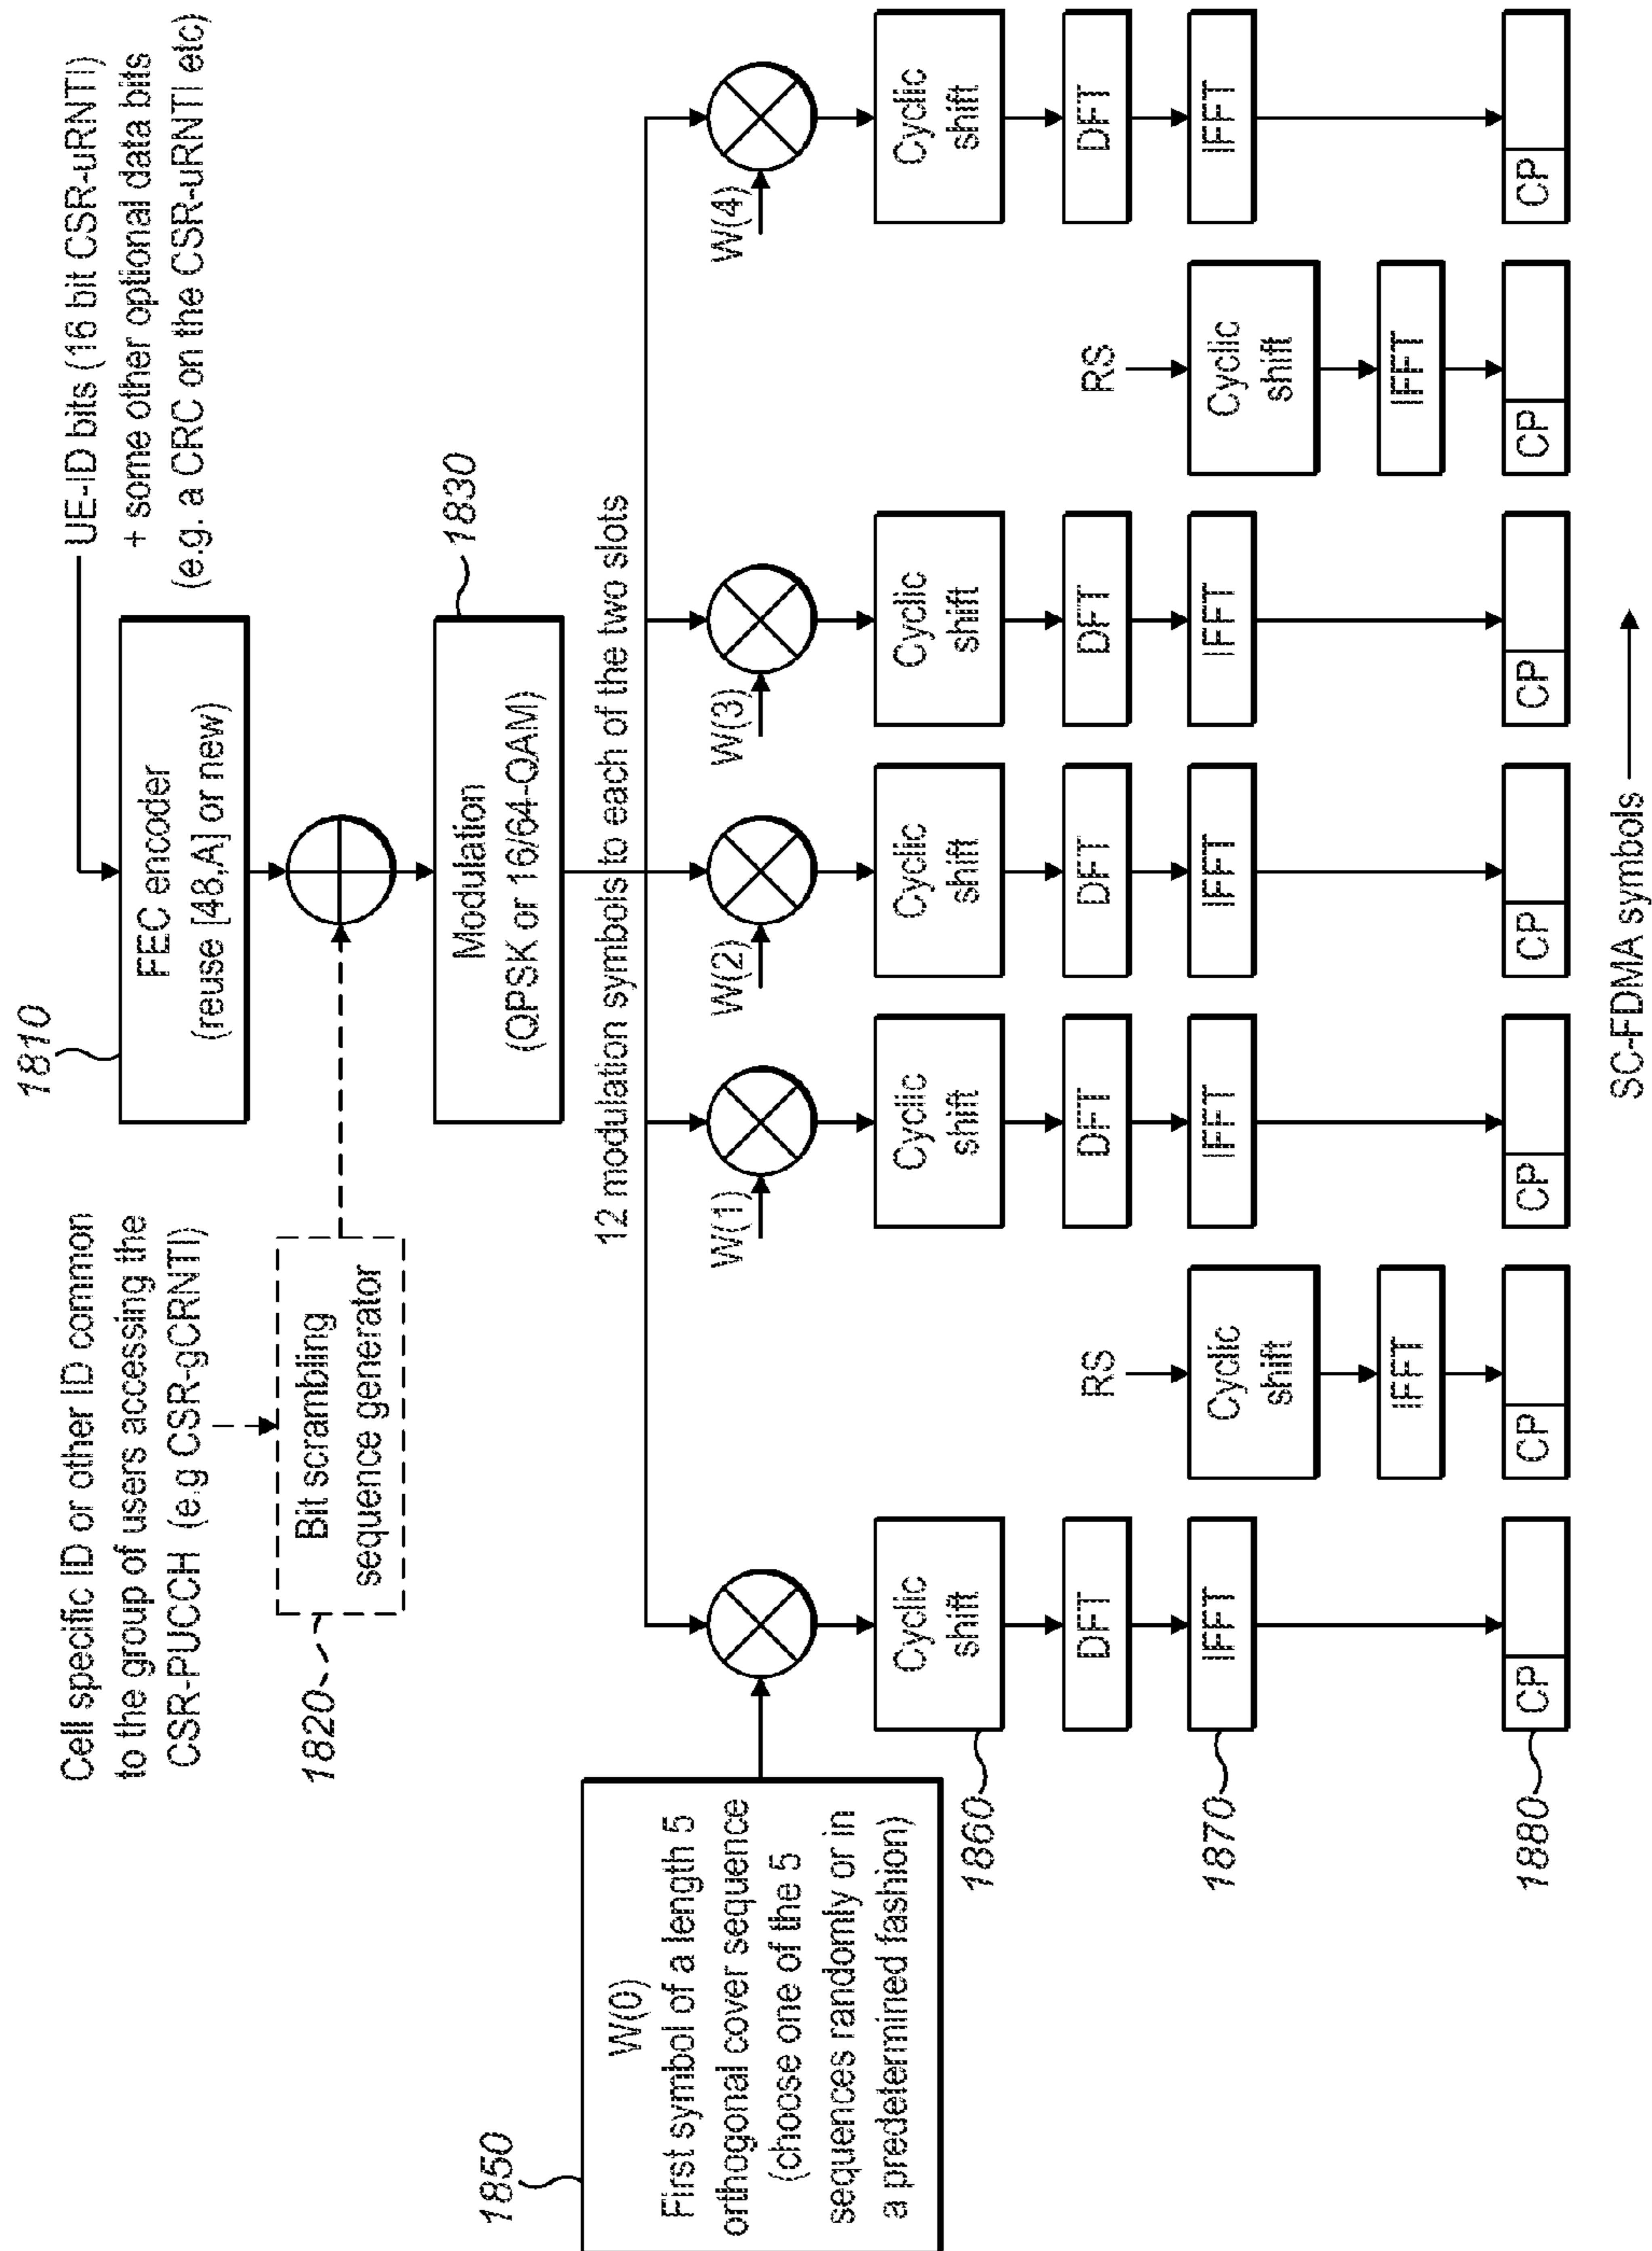 UE-ID bits (16 bit CSR-uRNTI)
+ some other optional data bits
(e.g. a CRC on the CSR-uRNTI etc)
1810
FEC encoder
(reuse [48,A] or new)
Cell specific ID or other ID common
to the group of users accessing the
CSR-PUCCH (e.g CSR-gCRNTI)
Bit scrambling
sequence generator
1820
Modulation
(QPSK or 16/64-QAM)
1830
12 modulation symbols to each of the two slots
1850
W(0)
First symbol of a length 5
orthogonal cover sequence
(choose one of the 5
sequences randomly or in
a predetermined fashion)
W(1)
W(2)
W(3)
W(4)
Cyclic
shift
DFT
IFFT
CP
RS
Cyclic
shift
IFFT
CP
Cyclic
shift
DFT
IFFT
CP
Cyclic
shift
DFT
IFFT
CP
Cyclic
shift
DFT
IFFT
CP
RS
Cyclic
shift
IFFT
CP
Cyclic
shift
DFT
IFFT
CP
1860
1870
1880
SC-FDMA symbols